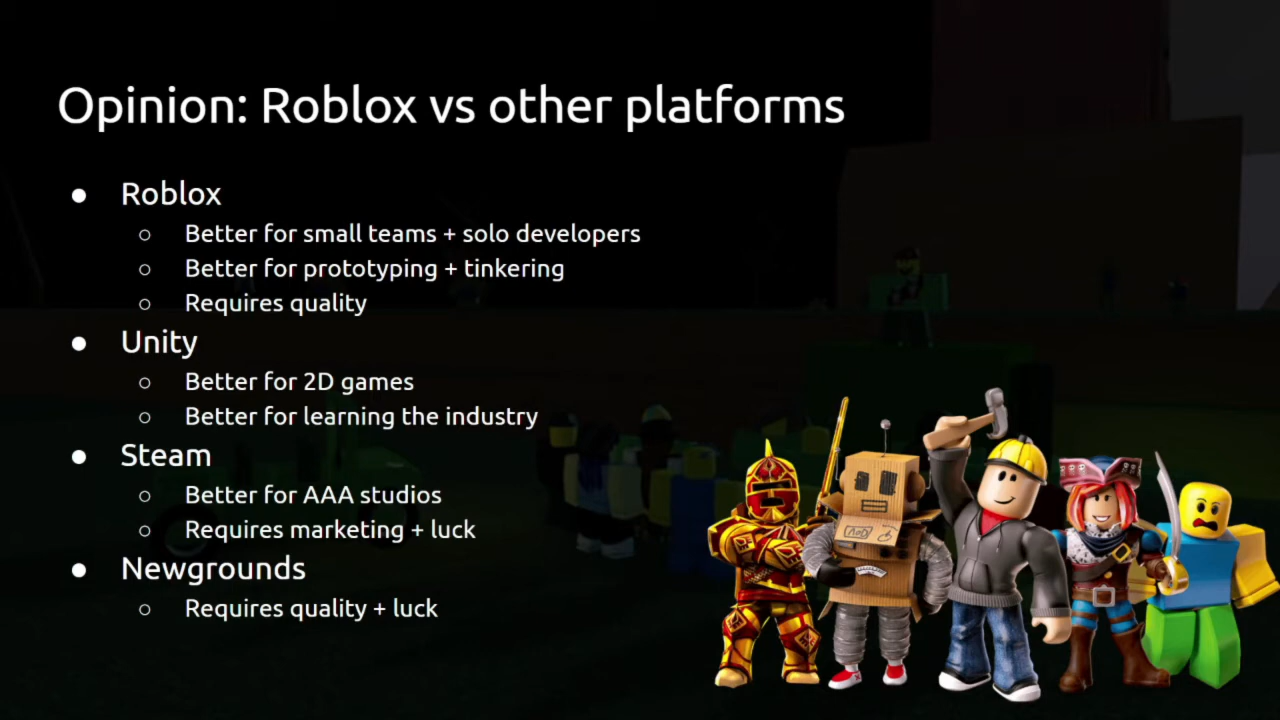 Opinion: Roblox vs other platforms
● Roblox
○ Better for small teams + solo developers
○ Better for prototyping + tinkering
○ Requires quality
● Unity
○ Better for 2D games
○ Better for learning the industry
● Steam
○ Better for AAA studios
○ Requires marketing + luck
● Newgrounds
○ Requires quality + luck